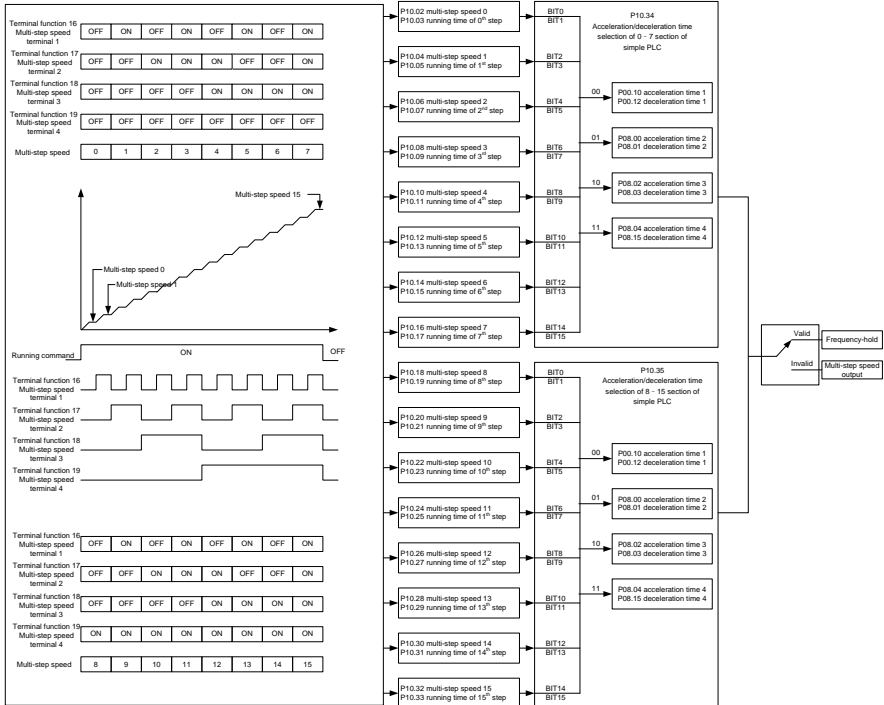 Terminal function 16
Multi-step speed
terminal 1
OFF ON OFF ON OFF ON OFF ON
Terminal function 17
Multi-step speed
terminal 2
OFF OFF ON ON OFF OFF ON ON
Terminal function 18
Multi-step speed
terminal 3
OFF OFF OFF OFF ON ON ON ON
Terminal function 19
Multi-step speed
terminal 4
OFF OFF OFF OFF OFF OFF OFF OFF
Multi-step speed 0 1 2 3 4 5 6 7
Multi-step speed 15
Multi-step speed 0
Multi-step speed 1
Running command ON OFF
Terminal function 16
Multi-step speed
terminal 1
Terminal function 17
Multi-step speed
terminal 2
Terminal function 18
Multi-step speed
terminal 3
Terminal function 19
Multi-step speed
terminal 4
Terminal function 16
Multi-step speed
terminal 1
OFF ON OFF ON OFF ON OFF ON
Terminal function 17
Multi-step speed
terminal 2
OFF OFF ON ON OFF OFF ON ON
Terminal function 18
Multi-step speed
terminal 3
OFF OFF OFF OFF ON ON ON ON
Terminal function 19
Multi-step speed
terminal 4
ON ON ON ON ON ON ON ON
Multi-step speed 8 9 10 11 12 13 14 15
P10.02 multi-step speed 0
P10.03 running time of 0th step
P10.04 multi-step speed 1
P10.05 running time of 1st step
P10.06 multi-step speed 2
P10.07 running time of 2nd step
P10.08 multi-step speed 3
P10.09 running time of 3rd step
P10.10 multi-step speed 4
P10.11 running time of 4th step
P10.12 multi-step speed 5
P10.13 running time of 5th step
P10.14 multi-step speed 6
P10.15 running time of 6th step
P10.16 multi-step speed 7
P10.17 running time of 7th step
P10.18 multi-step speed 8
P10.19 running time of 8th step
P10.20 multi-step speed 9
P10.21 running time of 9th step
P10.22 multi-step speed 10
P10.23 running time of 10th step
P10.24 multi-step speed 11
P10.25 running time of 11th step
P10.26 multi-step speed 12
P10.27 running time of 12th step
P10.28 multi-step speed 13
P10.29 running time of 13th step
P10.30 multi-step speed 14
P10.31 running time of 14th step
P10.32 multi-step speed 15
P10.33 running time of 15th step
BIT0
BIT1
BIT2
BIT3
BIT4
BIT5
BIT6
BIT7
BIT8
BIT9
BIT10
BIT11
BIT12
BIT13
BIT14
BIT15
P10.34
Acceleration/deceleration time
selection of 0 - 7 section of
simple PLC
00
P00.10 acceleration time 1
P00.12 deceleration time 1
01
P08.00 acceleration time 2
P08.01 deceleration time 2
10
P08.02 acceleration time 3
P08.03 deceleration time 3
11
P08.04 acceleration time 4
P08.15 deceleration time 4
BIT0
BIT1
BIT2
BIT3
BIT4
BIT5
BIT6
BIT7
BIT8
BIT9
BIT10
BIT11
BIT12
BIT13
BIT14
BIT15
P10.35
Acceleration/deceleration time
selection of 8 - 15 section of
simple PLC
00
P00.10 acceleration time 1
P00.12 deceleration time 1
01
P08.00 acceleration time 2
P08.01 deceleration time 2
10
P08.02 acceleration time 3
P08.03 deceleration time 3
11
P08.04 acceleration time 4
P08.15 deceleration time 4
Valid
Frequency-hold
Invalid
Multi-step speed
output